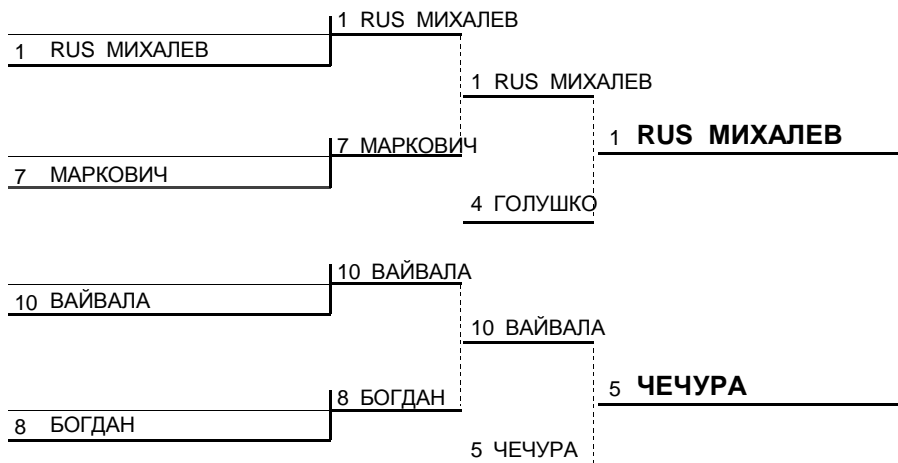 1 RUS МИХАЛЕВ
1 RUS МИХАЛЕВ
1 RUS МИХАЛЕВ
7 МАРКОВИЧ
1 RUS МИХАЛЕВ
7 МАРКОВИЧ
4 ГОЛУШКО
10 ВАЙВАЛА
10 ВАЙВАЛА
10 ВАЙВАЛА
8 БОГДАН
5 ЧЕЧУРА
8 БОГДАН
5 ЧЕЧУРА